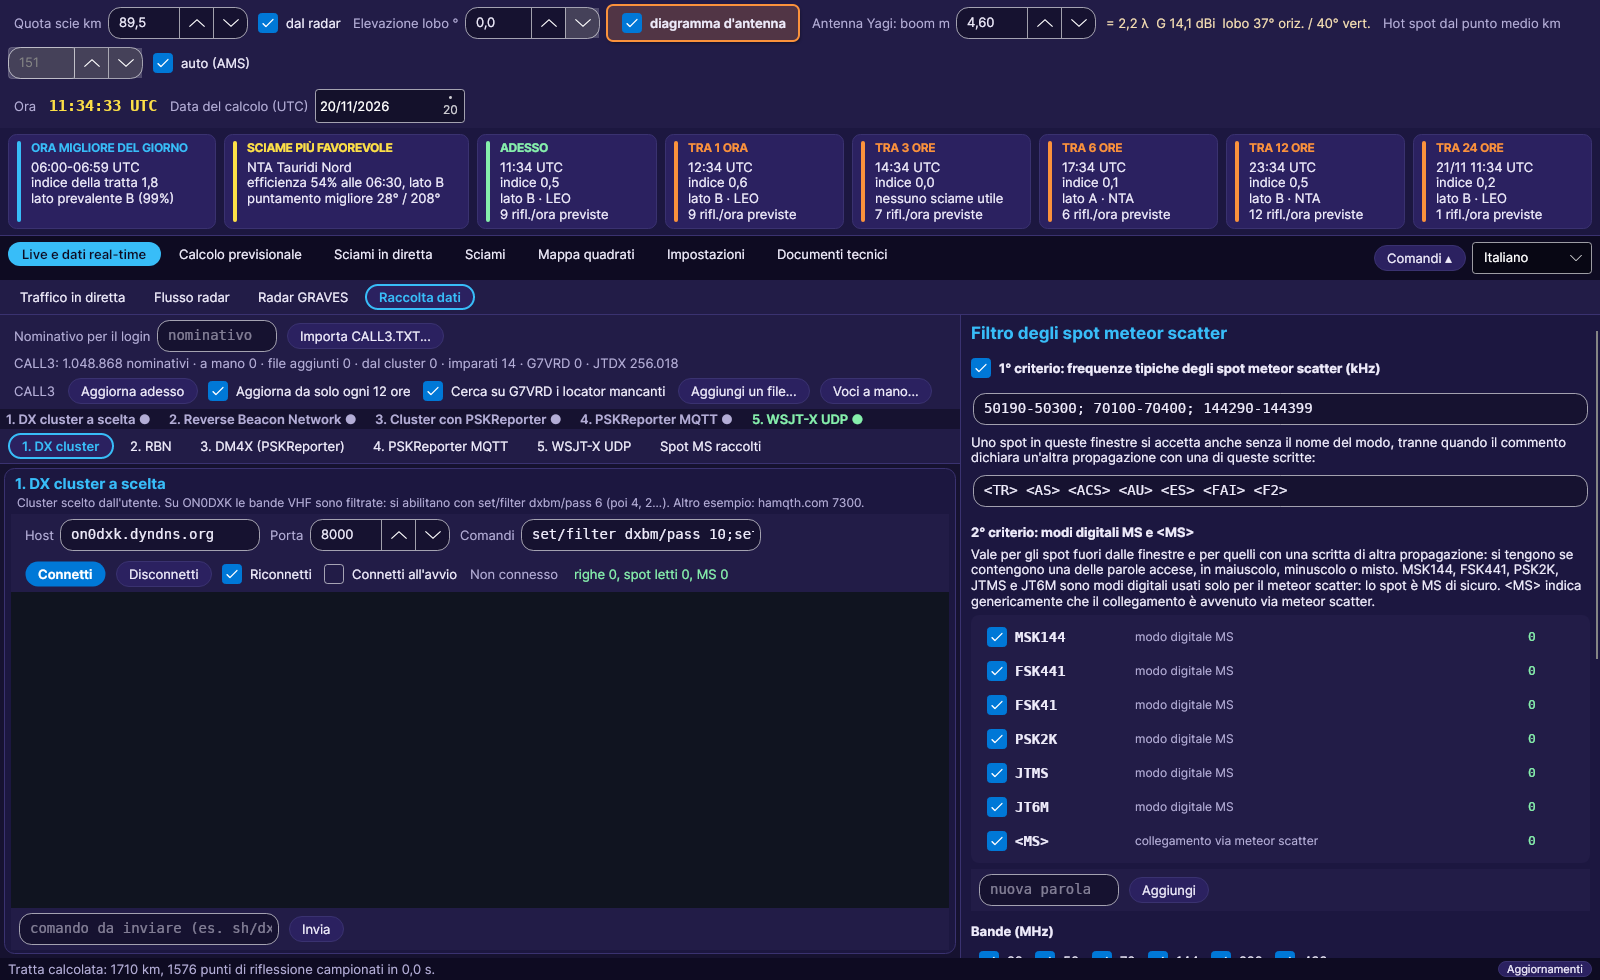 Quota scie km 89,5 dal radar Elevazione lobo ° 0,0 diagramma d'antenna Antenna Yagi: boom m 4,60 = 2,2 λ G 14,1 dBi lobo 37° oriz. / 40° vert. Hot spot dal punto medio km
151 auto (AMS)
Ora 11:34:33 UTC Data del calcolo (UTC) 20/11/2026 20
ORA MIGLIORE DEL GIORNO
06:00-06:59 UTC
indice della tratta 1,8
lato prevalente B (99%)
SCIAME PIÙ FAVOREVOLE
NTA Tauridi Nord
efficienza 54% alle 06:30, lato B
puntamento migliore 28° / 208°
ADESSO
11:34 UTC
indice 0,5
lato B · LEO
9 rifl./ora previste
TRA 1 ORA
12:34 UTC
indice 0,6
lato B · LEO
9 rifl./ora previste
TRA 3 ORE
14:34 UTC
indice 0,0
nessuno sciame utile
7 rifl./ora previste
TRA 6 ORE
17:34 UTC
indice 0,1
lato A · NTA
6 rifl./ora previste
TRA 12 ORE
23:34 UTC
indice 0,5
lato B · NTA
12 rifl./ora previste
TRA 24 ORE
21/11 11:34 UTC
indice 0,2
lato B · LEO
1 rifl./ora previste
Live e dati real-time Calcolo previsionale Sciami in diretta Sciami Mappa quadrati Impostazioni Documenti tecnici Comandi ▴ Italiano
Traffico in diretta Flusso radar Radar GRAVES Raccolta dati
Nominativo per il login nominativo Importa CALL3.TXT...
CALL3: 1.048.868 nominativi · a mano 0 · file aggiunti 0 · dal cluster 0 · imparati 14 · G7VRD 0 · JTDX 256.018
CALL3 Aggiorna adesso Aggiorna da solo ogni 12 ore Cerca su G7VRD i locator mancanti Aggiungi un file... Voci a mano...
1. DX cluster a scelta 2. Reverse Beacon Network 3. Cluster con PSKReporter 4. PSKReporter MQTT 5. WSJT-X UDP
1. DX cluster 2. RBN 3. DM4X (PSKReporter) 4. PSKReporter MQTT 5. WSJT-X UDP Spot MS raccolti
1. DX cluster a scelta
Cluster scelto dall'utente. Su ON0DXK le bande VHF sono filtrate: si abilitano con set/filter dxbm/pass 6 (poi 4, 2...). Altro esempio: hamqth.com 7300.
Host on0dxk.dyndns.org Porta 8000 Comandi set/filter dxbm/pass 10;se
Connetti Disconnetti Riconnetti Connetti all'avvio Non connesso righe 0, spot letti 0, MS 0
comando da inviare (es. sh/dx Invia
Filtro degli spot meteor scatter
1° criterio: frequenze tipiche degli spot meteor scatter (kHz)
50190-50300; 70100-70400; 144290-144399
Uno spot in queste finestre si accetta anche senza il nome del modo, tranne quando il commento
dichiara un'altra propagazione con una di queste scritte:
<TR> <AS> <ACS> <AU> <ES> <FAI> <F2>
2° criterio: modi digitali MS e <MS>
Vale per gli spot fuori dalle finestre e per quelli con una scritta di altra propagazione: si tengono se
contengono una delle parole accese, in maiuscolo, minuscolo o misto. MSK144, FSK441, PSK2K,
JTMS e JT6M sono modi digitali usati solo per il meteor scatter: lo spot è MS di sicuro. <MS> indica
genericamente che il collegamento è avvenuto via meteor scatter.
MSK144 modo digitale MS 0
FSK441 modo digitale MS 0
FSK41 modo digitale MS 0
PSK2K modo digitale MS 0
JTMS modo digitale MS 0
JT6M modo digitale MS 0
<MS> collegamento via meteor scatter 0
nuova parola Aggiungi
Bande (MHz)
Tratta calcolata: 1710 km, 1576 punti di riflessione campionati in 0,0 s. Aggiornamenti